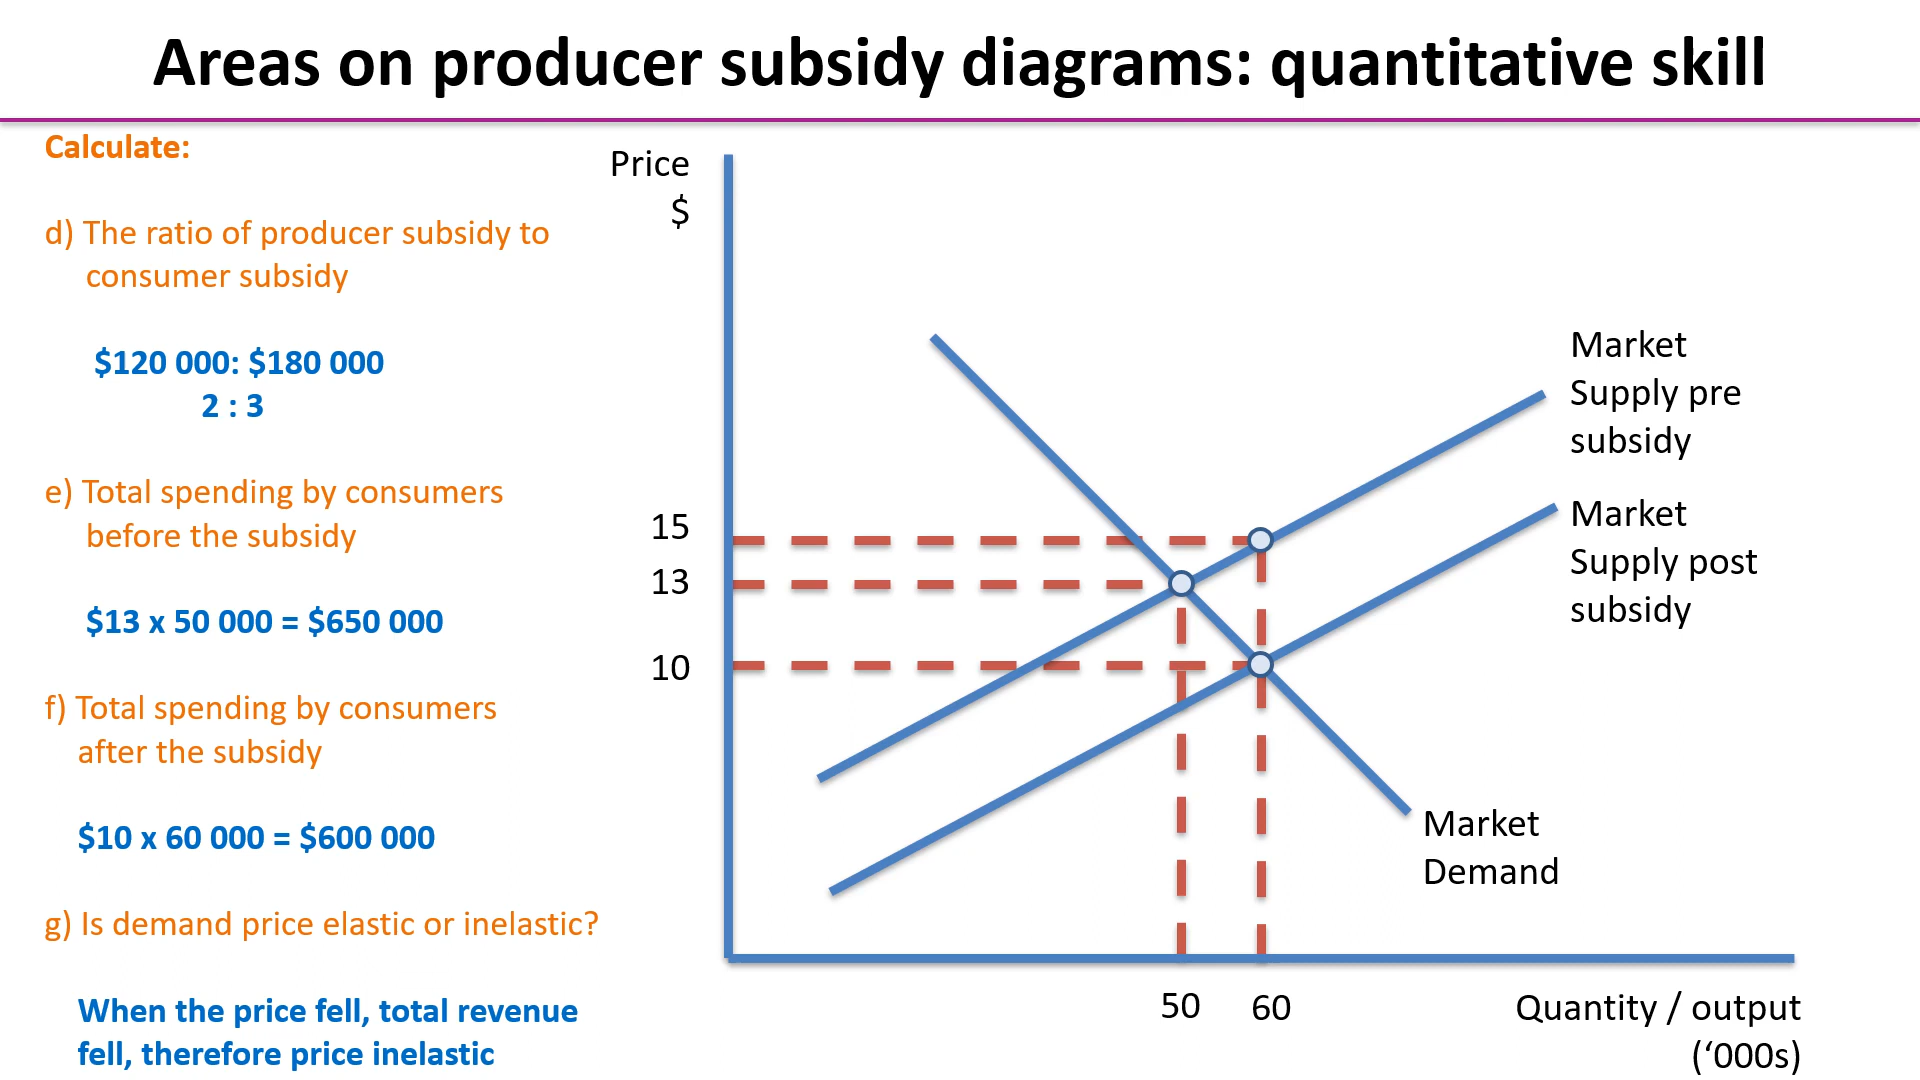 Areas on producer subsidy diagrams: quantitative skill
Calculate:
d) The ratio of producer subsidy to
consumer subsidy
$120 000: $180 000
2 : 3
e) Total spending by consumers
before the subsidy
$13 x 50 000 = $650 000
f) Total spending by consumers
after the subsidy
$10 x 60 000 = $600 000
g) Is demand price elastic or inelastic?
When the price fell, total revenue
fell, therefore price inelastic
Price
$
15
13
10
Market
Supply pre
subsidy
Market
Supply post
subsidy
Market
Demand
50
60
Quantity / output
(‘000s)